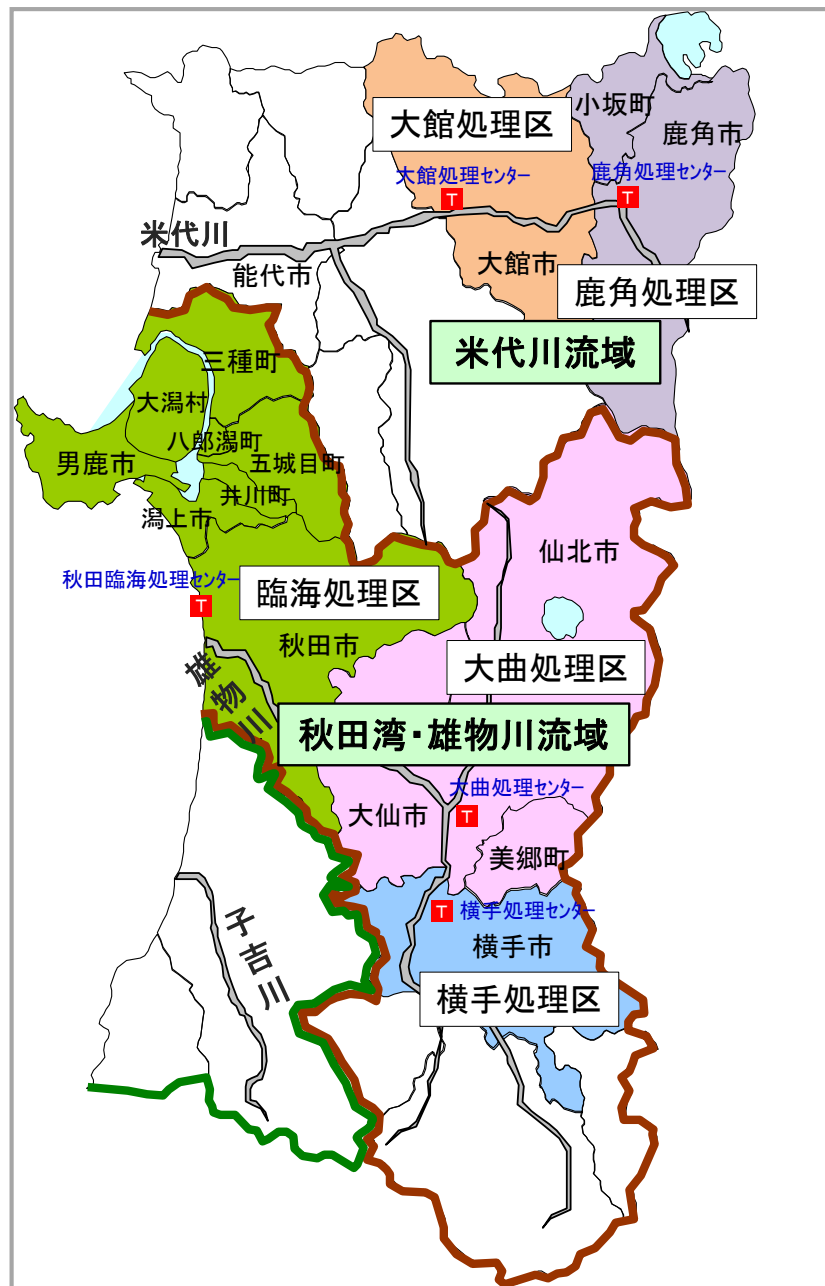 小坂町
大館処理区
鹿角市
大館処理センター
鹿角処理センター
T
T
米代川
大館市
能代市
鹿角処理区
米代川流域
三種町
大潟村
八郎潟町
五城目町
男鹿市
井川町
潟上市
仙北市
秋田臨海処理センター
臨海処理区
T
秋田市
大曲処理区
雄物川
秋田湾・雄物川流域
大曲処理センター
大仙市
T
美郷町
T
横手処理センター
子吉川
横手市
横手処理区